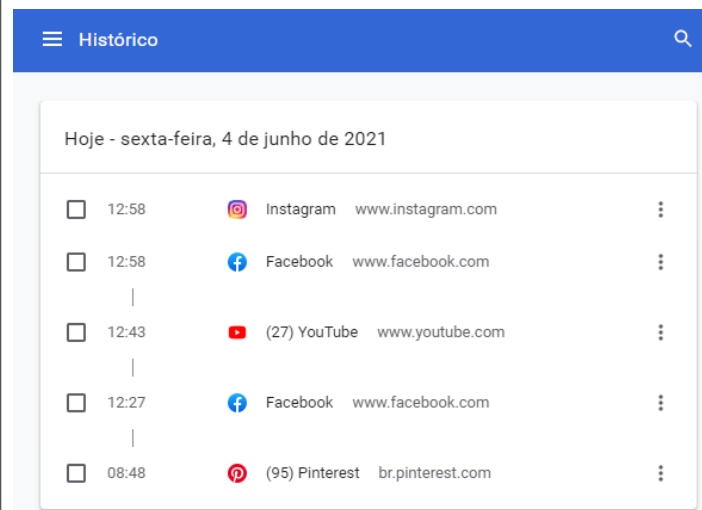 Histórico
Hoje - sexta-feira, 4 de junho de 2021
12:58 Instagram www.instagram.com
12:58 Facebook www.facebook.com
12:43 (27) YouTube www.youtube.com
12:27 Facebook www.facebook.com
08:48 (95) Pinterest br.pinterest.com